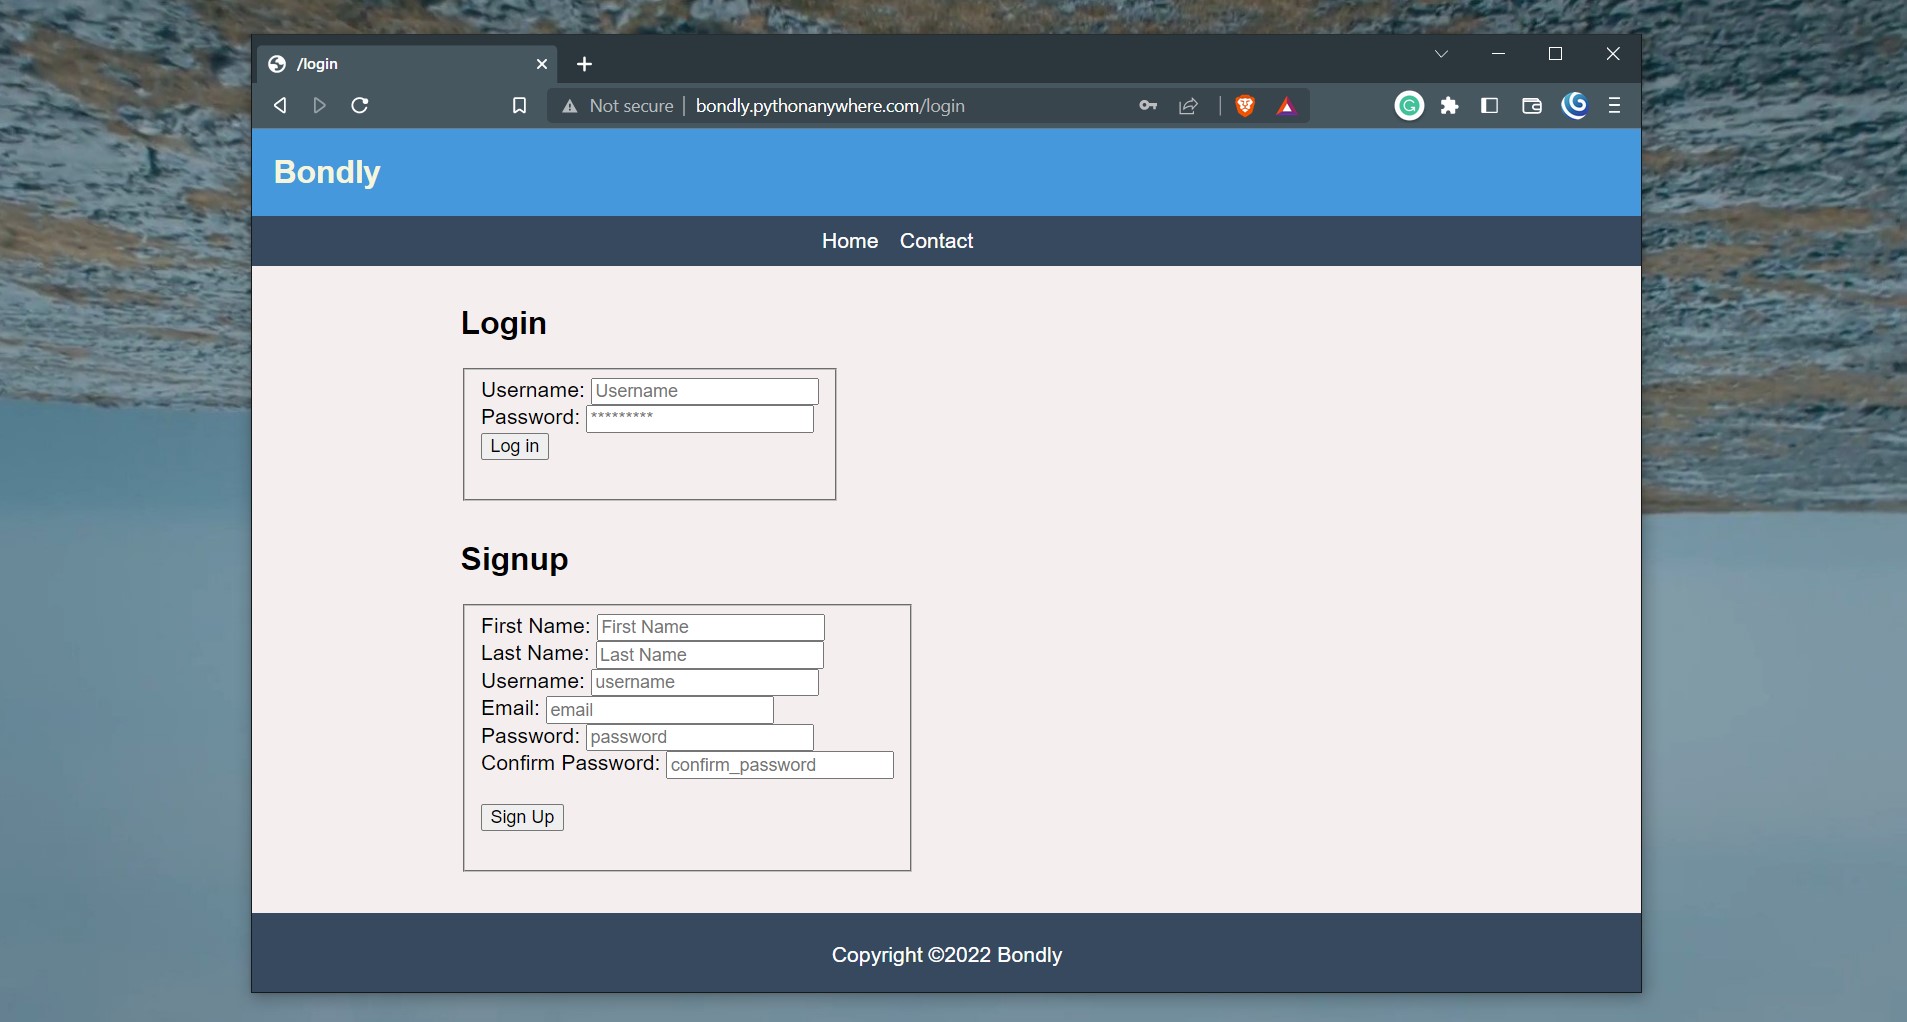 /login
Not secure | bondly.pythonanywhere.com/login
Bondly
Home Contact
Login
Username: Username
Password: *********
Log in
Signup
First Name: First Name
Last Name: Last Name
Username: username
Email: email
Password: password
Confirm Password: confirm_password
Sign Up
Copyright ©2022 Bondly